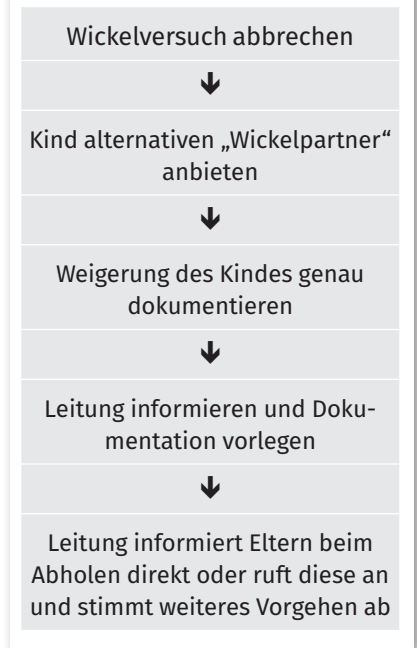 Wickelversuch abbrechen
Kind alternativen „Wickelpartner“
anbieten
Weigerung des Kindes genau
dokumentieren
Leitung informieren und Doku-
mentation vorlegen
Leitung informiert Eltern beim
Abholen direkt oder ruft diese an
und stimmt weiteres Vorgehen ab